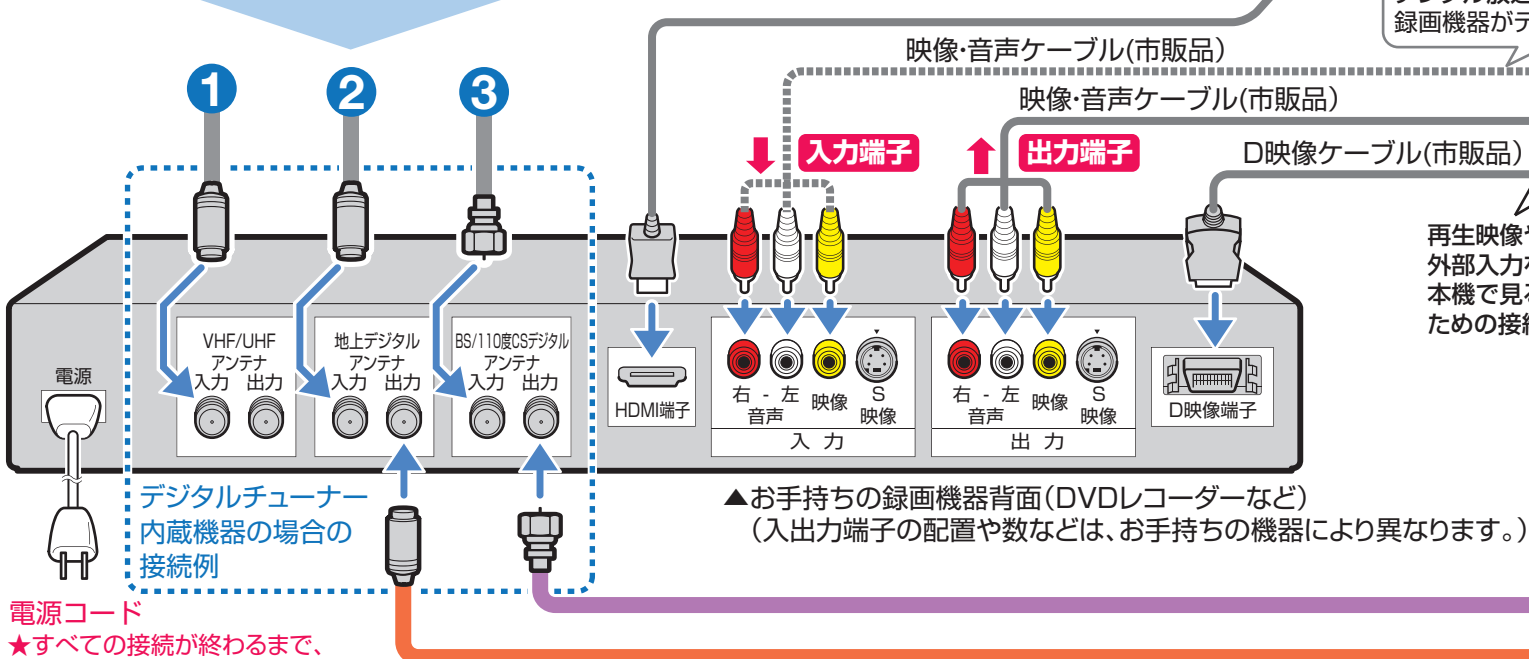 録画機器がデ
映像・音声ケーブル(市販品)
映像・音声ケーブル(市販品)
D映像ケーブル(市販品)
1
2
3
入力端子
出力端子
再生映像や
外部入力を
本機で見る
ための接続
電源
VHF/UHF
アンテナ
入力 出力
地上デジタル
アンテナ
入力 出力
BS/110度CSデジタル
アンテナ
入力 出力
HDMI端子
右 - 左
音声
映像
S
映像
入 力
右 - 左
音声
映像
S
映像
出 力
D映像端子
デジタルチューナー
内蔵機器の場合の
接続例
▲お手持ちの録画機器背面(DVDレコーダーなど)
(入出力端子の配置や数などは、お手持ちの機器により異なります。)
電源コード
★すべての接続が終わるまで、